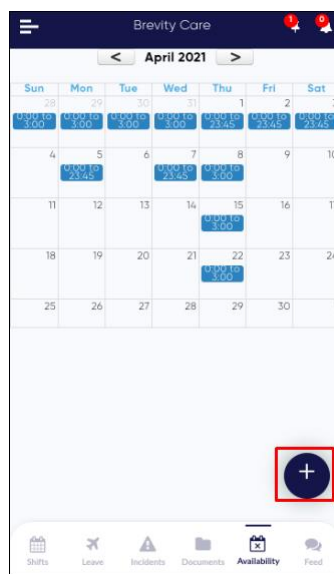 Brevity Care
1
0
< April 2021 >
Sun Mon Tue Wed Thu Fri Sat
28 29 30 31 1 2
0:00 to 3:00 0:00 to 3:00 0:00 to 3:00 0:00 to 3:00 0:00 to 23:45 0:00 to 23:45 0:00 to 23:45
4 5 6 7 8 9 10
0:00 to 23:45 0:00 to 23:45 0:00 to 3:00
11 12 13 14 15 16
0:00 to 3:00
18 19 20 21 22 23
0:00 to 3:00
25 26 27 28 29 30
+
Shifts Leave Incidents Documents Availability Feed